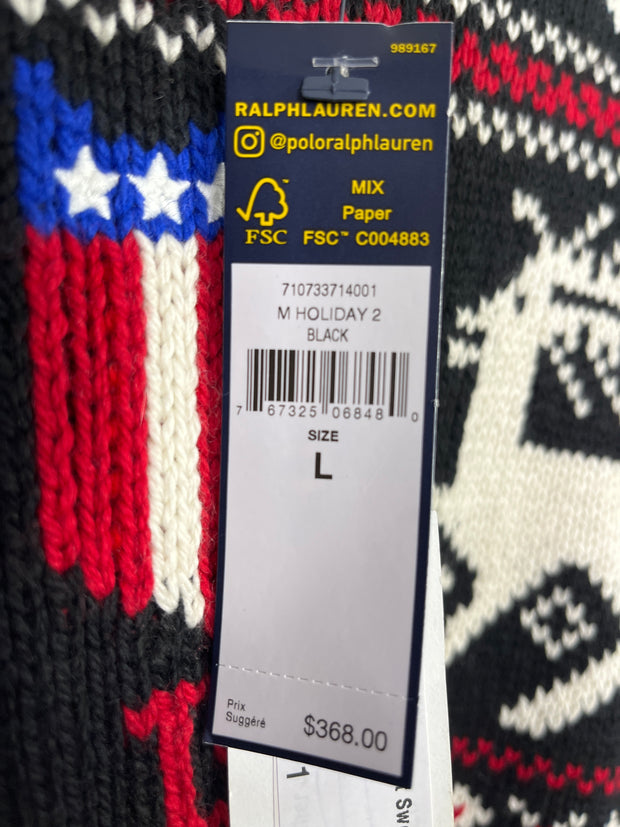 989167
RALPHLAUREN.COM
@poloralphlauren
MIX
Paper
FSC
FSC™ C004883
710733714001
M HOLIDAY 2
BLACK
7 67325 06848 0
SIZE
L
Prix
Suggéré
$368.00
1